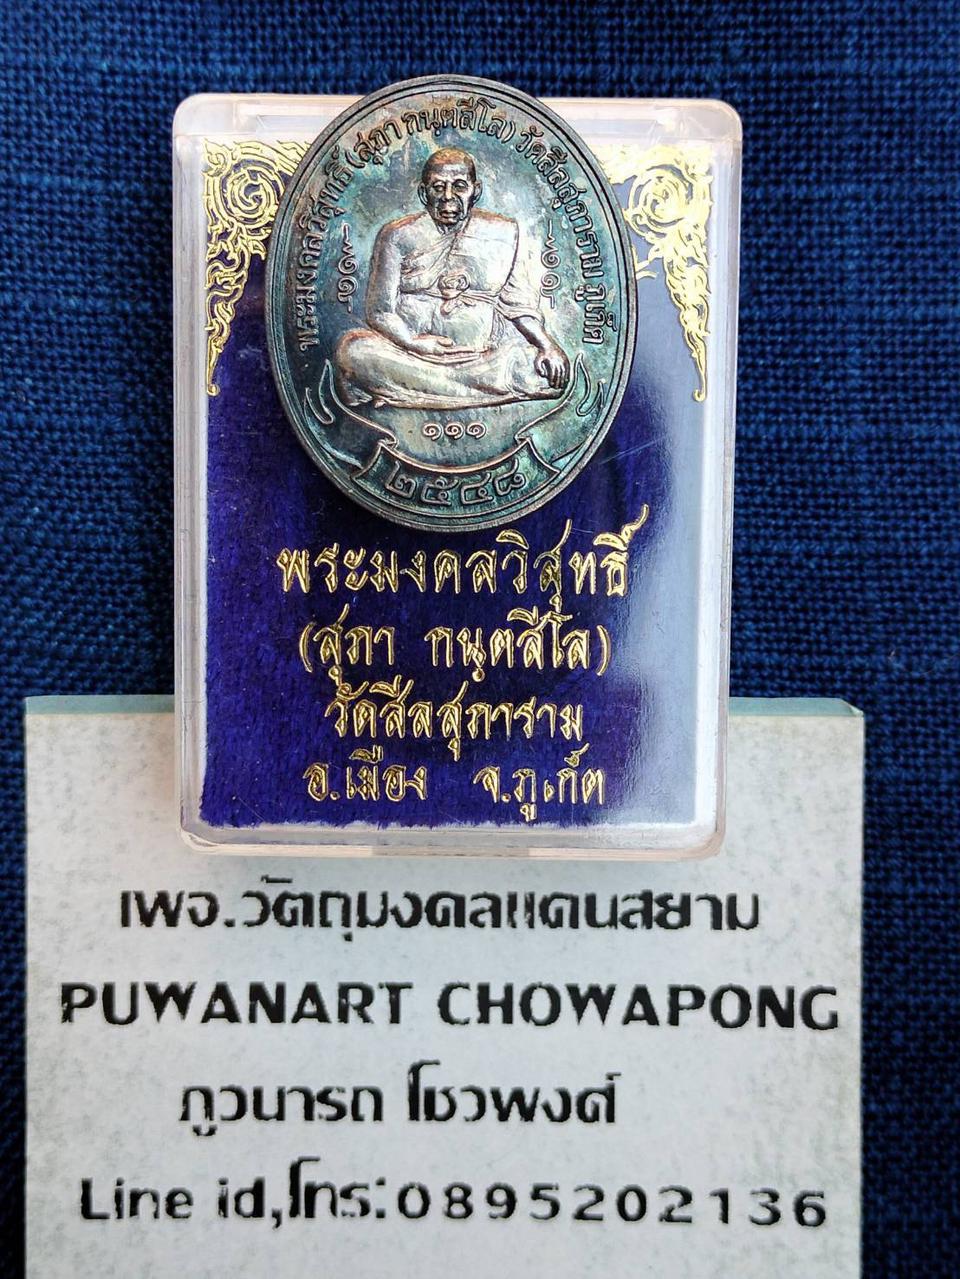 พระมงคลวิสุทธิ์ (สุภา กนฺตสีโล) วัดสีลสุภาราม ภูเก็ต
๑๑๑
๒๕๔๘
พระมงคลวิสุทธิ์
(สุภา กนฺตสีโล)
วัดสีลสุภาราม
อ.เมือง จ.ภูเก็ต
เพจ.วัตถุมงคลแดนสยาม
PUWANART CHOWAPONG
ภูวนารถ โชวพงศ์
Line id,โทร:0895202136